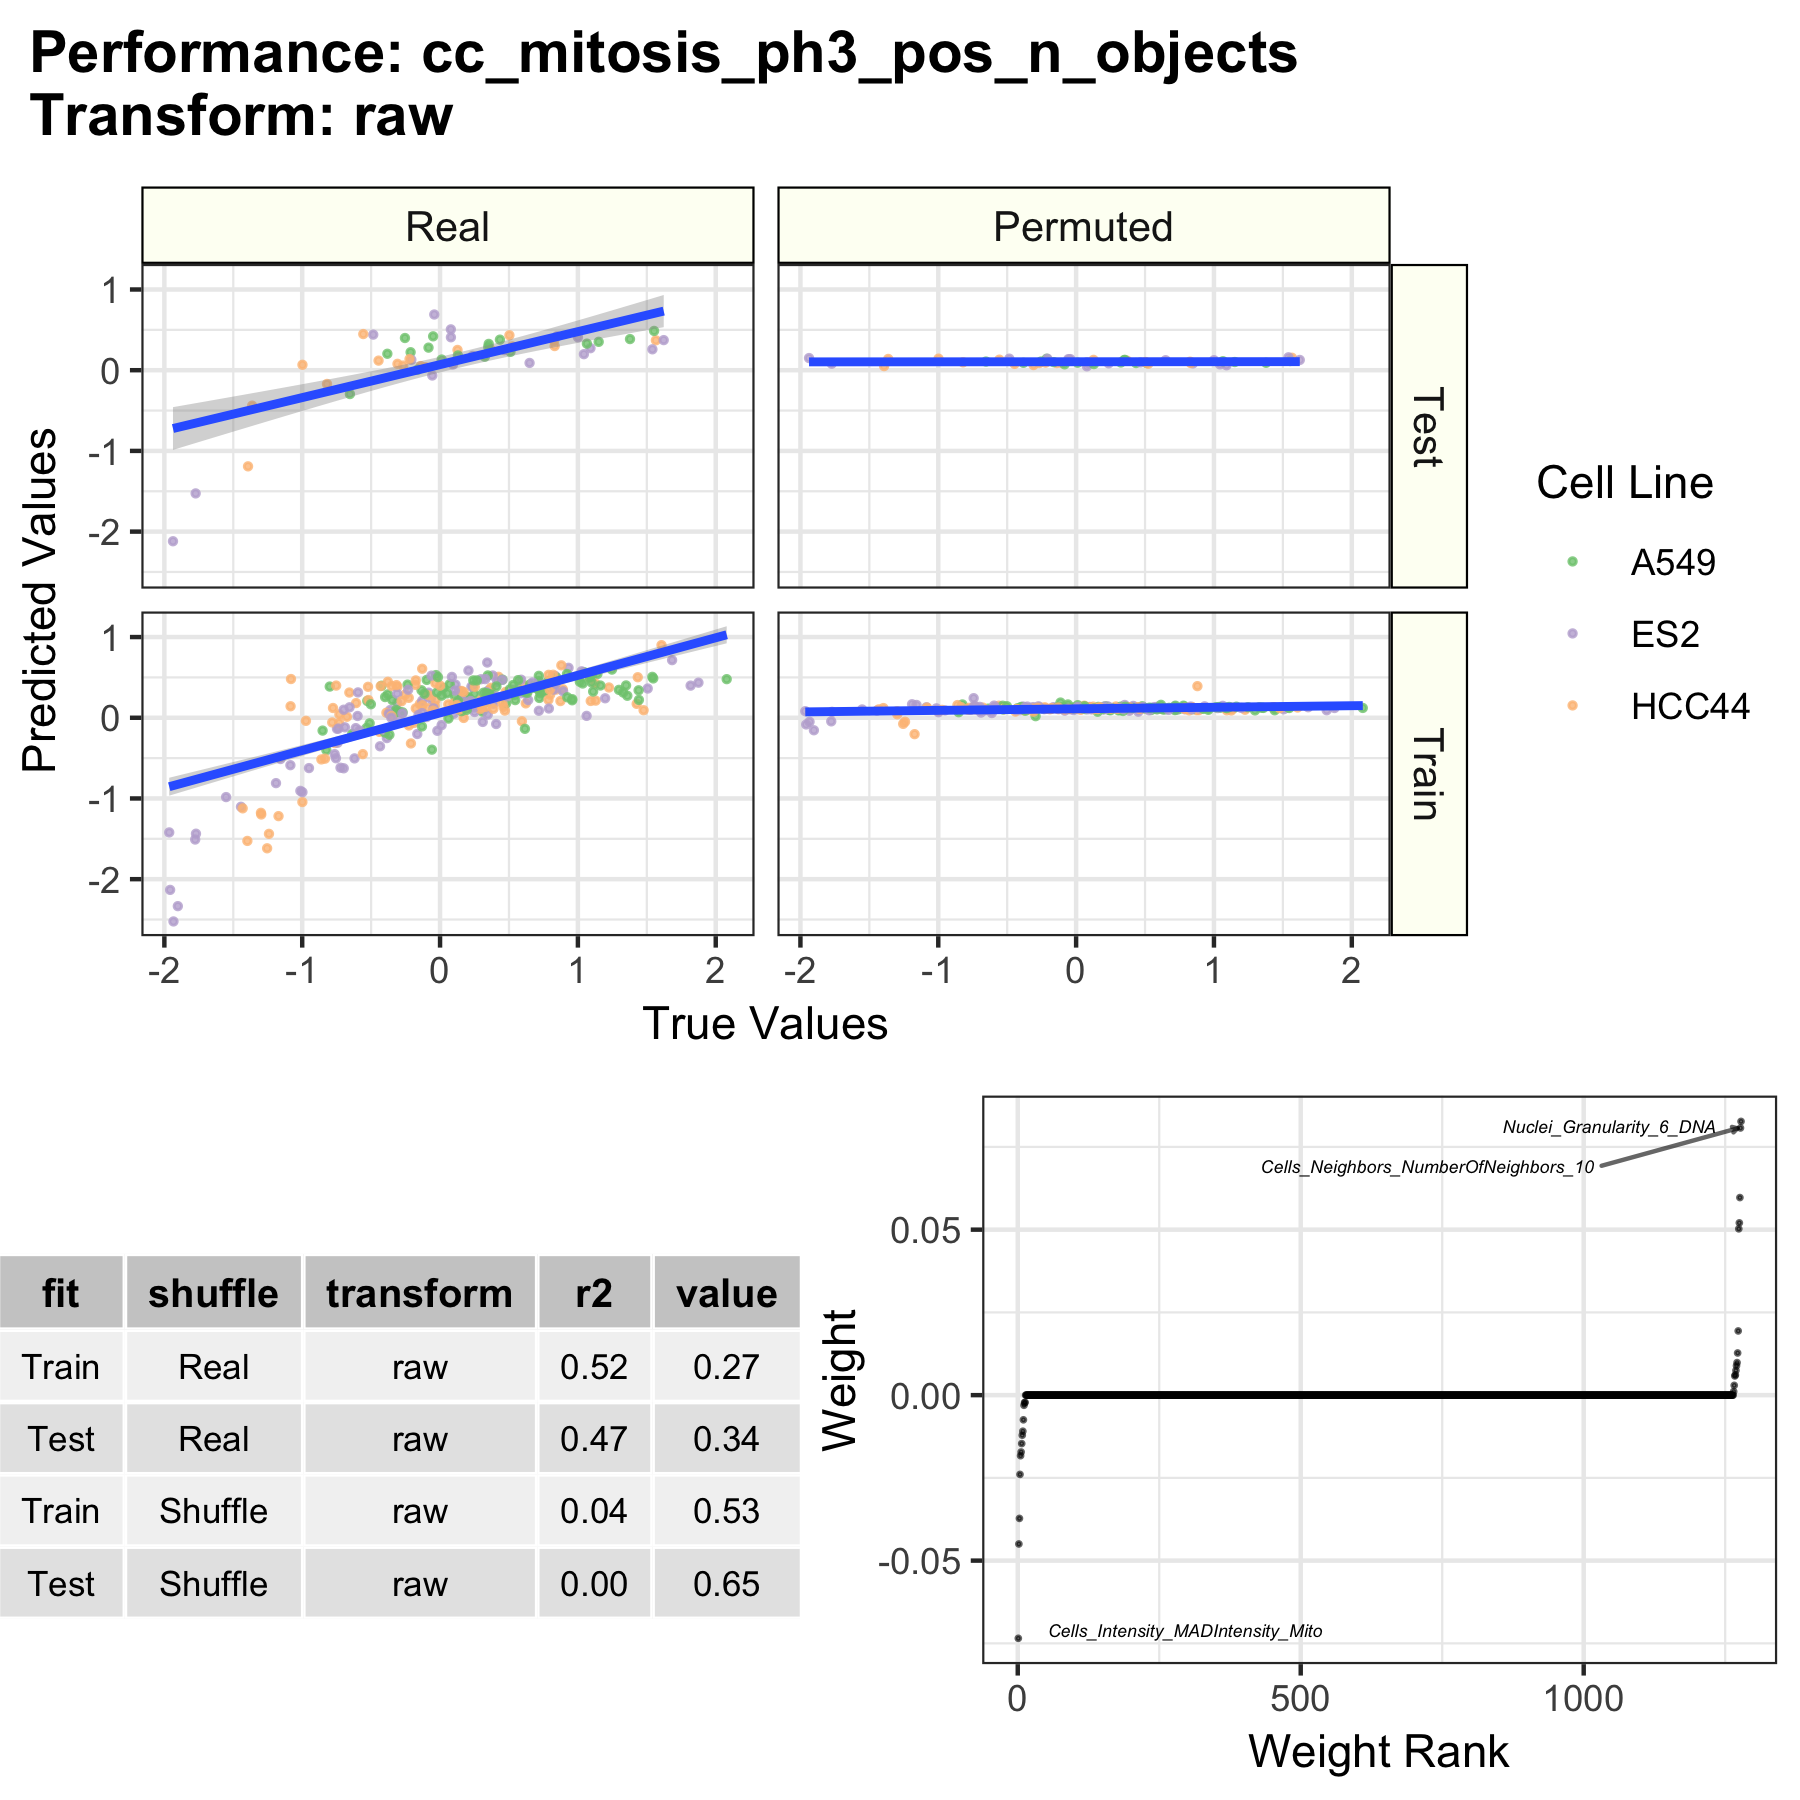 Performance: cc_mitosis_ph3_pos_n_objects
Transform: raw
Real
Permuted
1
0
-1
-2
Test
1
0
-1
-2
Train
Predicted Values
-2
-1
0
1
2
-2
-1
0
1
2
True Values
Cell Line
A549
ES2
HCC44
fit shuffle transform r2 value
Train Real raw 0.52 0.27
Test Real raw 0.47 0.34
Train Shuffle raw 0.04 0.53
Test Shuffle raw 0.00 0.65
Weight
0.05
0.00
-0.05
Nuclei_Granularity_6_DNA
Cells_Neighbors_NumberOfNeighbors_10
Cells_Intensity_MADIntensity_Mito
0
500
1000
Weight Rank